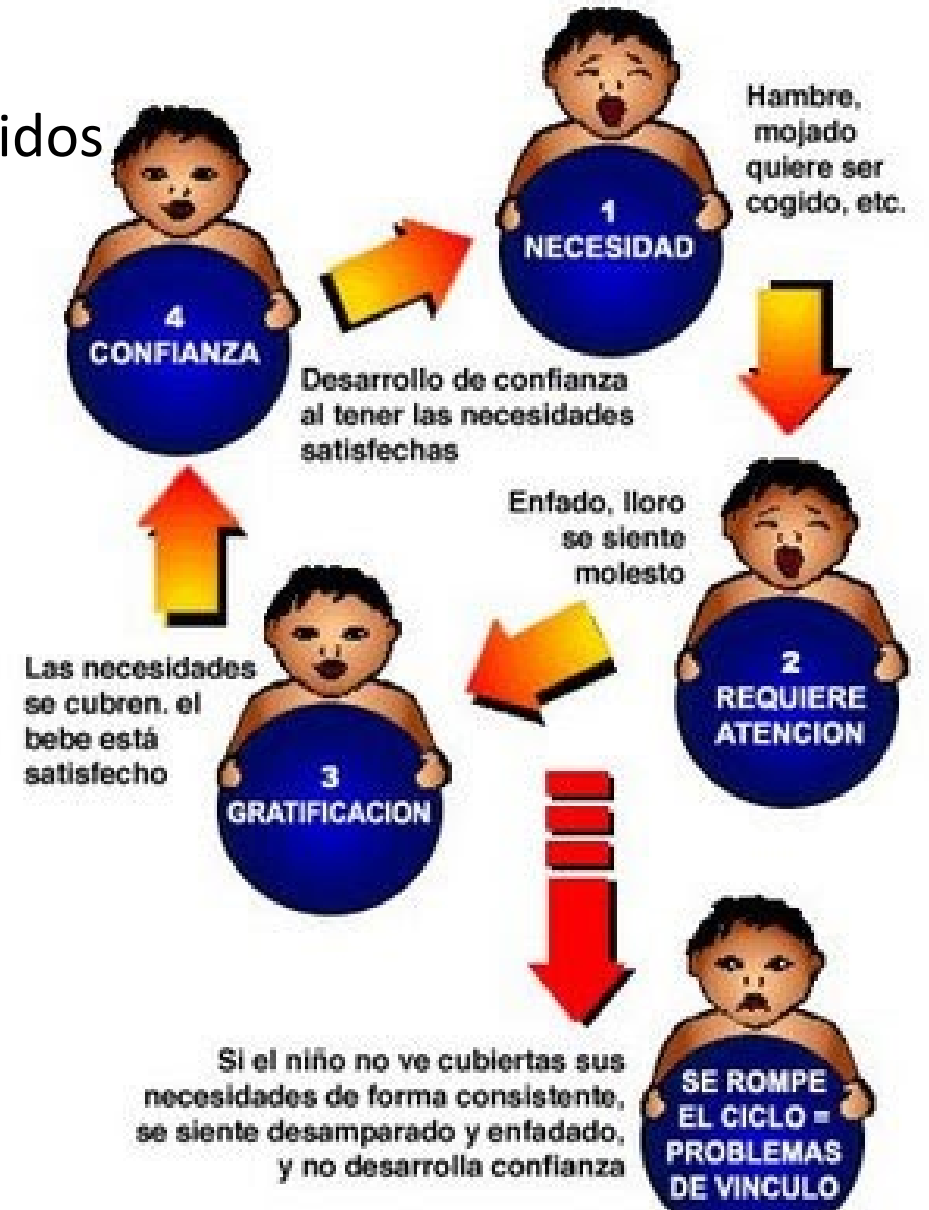 idos
Hambre,
mojado
quiere ser
cogido, etc.
1
NECESIDAD
4
CONFIANZA
Desarrollo de confianza
al tener las necesidades
satisfechas
Enfado, lloro
se siente
molesto
2
REQUIERE
ATENCION
Las necesidades
se cubren. el
bebe está
satisfecho
3
GRATIFICACION
Si el niño no ve cubiertas sus
necesidades de forma consistente,
se siente desamparado y enfadado,
y no desarrolla confianza
SE ROMPE
EL CICLO =
PROBLEMAS
DE VINCULO